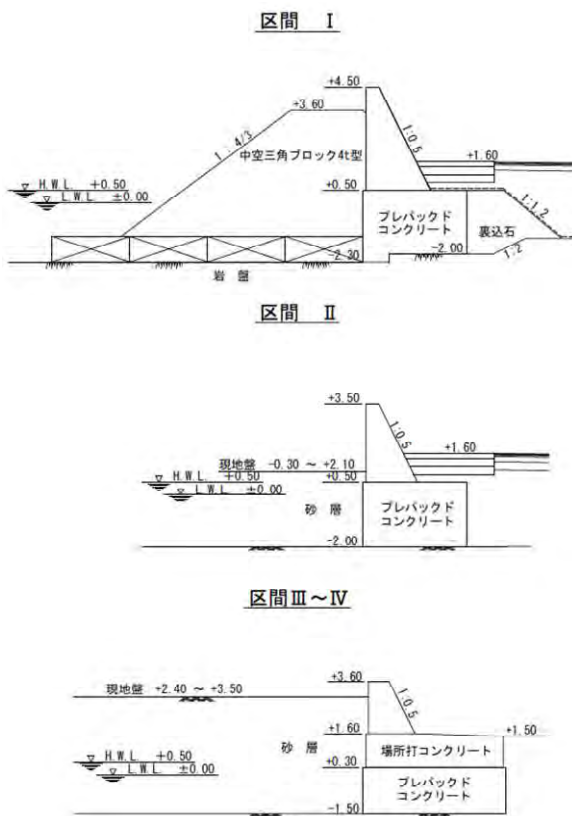 区間 Ⅰ
+4.50
+3.60
1:4/3
中空三角ブロック4t型
1:0.5
+1.60
H.W.L. +0.50
L.W.L. ±0.00
+0.50
プレパックド
コンクリート
裏込石
1:1.2
-2.00
1:2
-2.30
岩盤
区間 Ⅱ
+3.50
1:0.5
+1.60
現地盤 -0.30 ～ +2.10
H.W.L. +0.50
L.W.L. ±0.00
+0.50
砂層
プレパックド
コンクリート
-2.00
区間Ⅲ～Ⅳ
+3.60
現地盤 +2.40 ～ +3.50
1:0.5
+1.60
+1.50
砂層
場所打コンクリート
H.W.L. +0.50
L.W.L. ±0.00
+0.30
プレパックド
コンクリート
-1.50